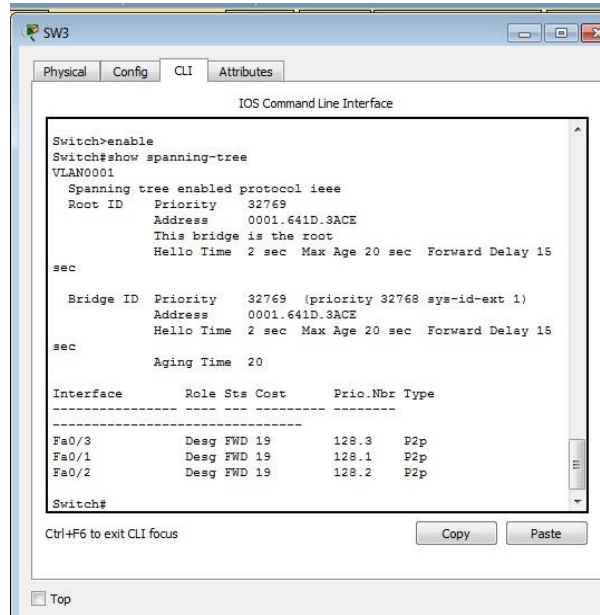 SW3
Physical Config CLI Attributes
IOS Command Line Interface
Switch>enable
Switch#show spanning-tree
VLAN0001
  Spanning tree enabled protocol ieee
  Root ID    Priority    32769
             Address     0001.641D.3ACE
             This bridge is the root
             Hello Time  2 sec  Max Age 20 sec  Forward Delay 15
sec

  Bridge ID  Priority    32769  (priority 32768 sys-id-ext 1)
             Address     0001.641D.3ACE
             Hello Time  2 sec  Max Age 20 sec  Forward Delay 15
sec
             Aging Time  20

Interface        Role Sts Cost      Prio.Nbr Type
---------------- ---- --- --------- --------
--------------------------------
Fa0/3            Desg FWD 19        128.3    P2p
Fa0/1            Desg FWD 19        128.1    P2p
Fa0/2            Desg FWD 19        128.2    P2p

Switch#
Ctrl+F6 to exit CLI focus
Copy Paste
Top